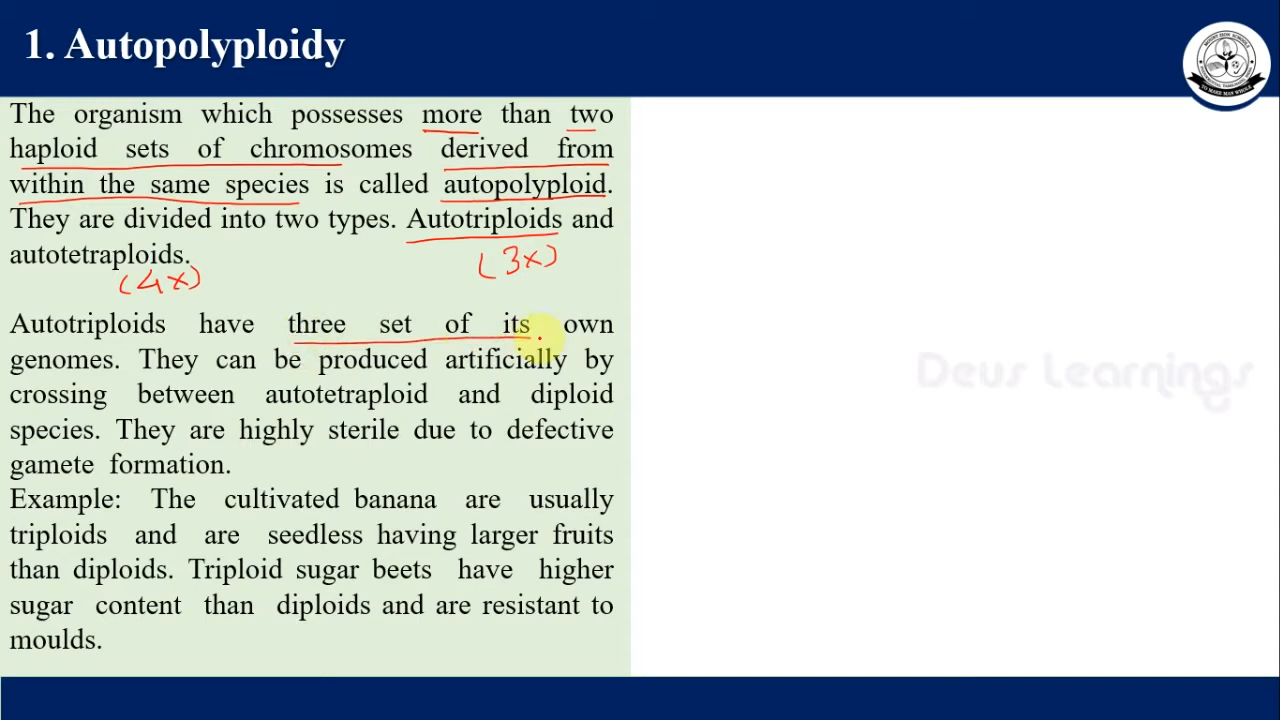 1. Autopolyploidy
The organism which possesses more than two
haploid sets of chromosomes derived from
within the same species is called autopolyploid.
They are divided into two types. Autotriploids and
autotetraploids.
(4x)
(3x)
Autotriploids have three set of its own
genomes. They can be produced artificially by
crossing between autotetraploid and diploid
species. They are highly sterile due to defective
gamete formation.
Example: The cultivated banana are usually
triploids and are seedless having larger fruits
than diploids. Triploid sugar beets have higher
sugar content than diploids and are resistant to
moulds.
Deus Learnings